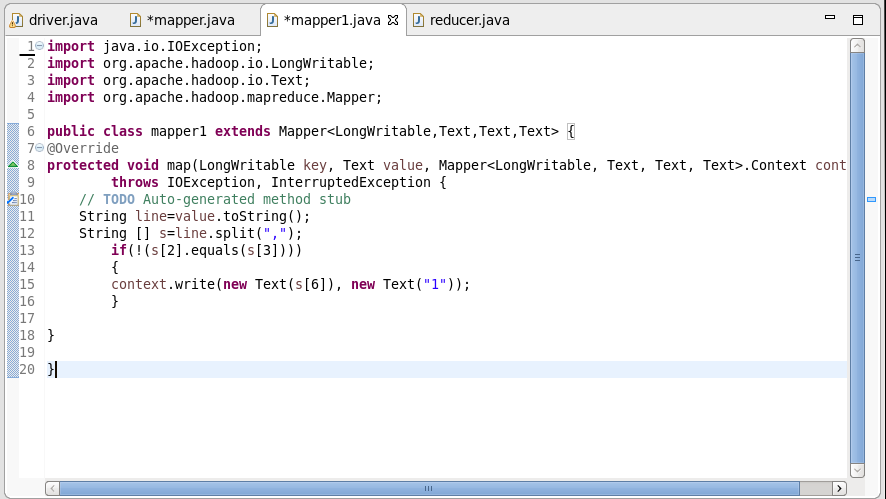 driver.java *mapper.java *mapper1.java reducer.java
1 import java.io.IOException;
2 import org.apache.hadoop.io.LongWritable;
3 import org.apache.hadoop.io.Text;
4 import org.apache.hadoop.mapreduce.Mapper;
5
6 public class mapper1 extends Mapper<LongWritable,Text,Text,Text> {
7 @Override
8 protected void map(LongWritable key, Text value, Mapper<LongWritable, Text, Text, Text>.Context cont
9         throws IOException, InterruptedException {
10     // TODO Auto-generated method stub
11     String line=value.toString();
12     String [] s=line.split(",");
13         if(!(s[2].equals(s[3])))
14         {
15         context.write(new Text(s[6]), new Text("1"));
16         }
17
18 }
19
20 }